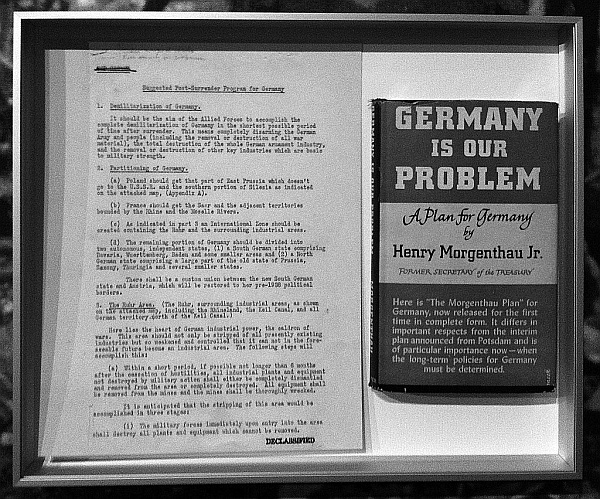 Suggested Post-Surrender Program for Germany
1. Demilitarization of Germany.
It should be the aim of the Allied Forces to accomplish the
complete demilitarization of Germany in the shortest possible period
of time after surrender. This means completely disarming the German
Army and people (including the removal or destruction of all war
material), the total destruction of the whole German armament industry,
and the removal or destruction of other key industries which are basic
to military strength.
2. Partitioning of Germany.
(a) Poland should get that part of East Prussia which doesn't
go to the U.S.S.R. and the southern portion of Silesia as indicated
on the attached map, (Appendix A).
(b) France should get the Saar and the adjacent territories
bounded by the Rhine and the Moselle Rivers.
(c) As indicated in part 3 an International Zone should be
created containing the Ruhr and the surrounding industrial areas.
(d) The remaining portion of Germany should be divided into
two autonomous, independent states, (1) a South German state comprising
Bavaria, Wuerttemberg, Baden and some smaller areas and (2) a North
German state comprising a large part of the old state of Prussia,
Saxony, Thuringia and several smaller states.
There shall be a custom union between the new South German
state and Austria, which will be restored to her pre-1938 political
borders.
3. The Ruhr Area. (The Ruhr, surrounding industrial areas, as shown
on the attached map, including the Rhineland, the Kiel Canal, and all
German territory north of the Kiel Canal.)
Here lies the heart of German industrial power, the caldron of
wars. This area should not only be stripped of all presently existing
industries but so weakened and controlled that it can not in the fore-
seeable future become an industrial area. The following steps will
accomplish this:
(a) Within a short period, if possible not longer than 6 months
after the cessation of hostilities, all industrial plants and equipment
not destroyed by military action shall either be completely dismantled
and removed from the area or completely destroyed. All equipment shall
be removed from the mines and the mines shall be thoroughly wrecked.
It is anticipated that the stripping of this area would be
accomplished in three stages:
(i) The military forces immediately upon entry into the area
shall destroy all plants and equipment which cannot be removed.
DECLASSIFIED
GERMANY
IS OUR
PROBLEM
A Plan for Germany
by
Henry Morgenthau Jr.
FORMER SECRETARY of the TREASURY
Here is "The Morgenthau Plan" for
Germany, now released for the first
time in complete form. It differs in
important respects from the interim
plan announced from Potsdam and is
of particular importance now—when
the long-term policies for Germany
must be determined.